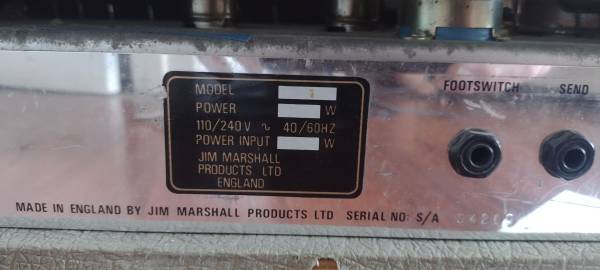 MODEL
POWER W
110/240 V ~ 40/60HZ
POWER INPUT W
JIM MARSHALL
PRODUCTS LTD
ENGLAND
FOOTSWITCH
SEND
MADE IN ENGLAND BY JIM MARSHALL PRODUCTS LTD SERIAL NO: S/A